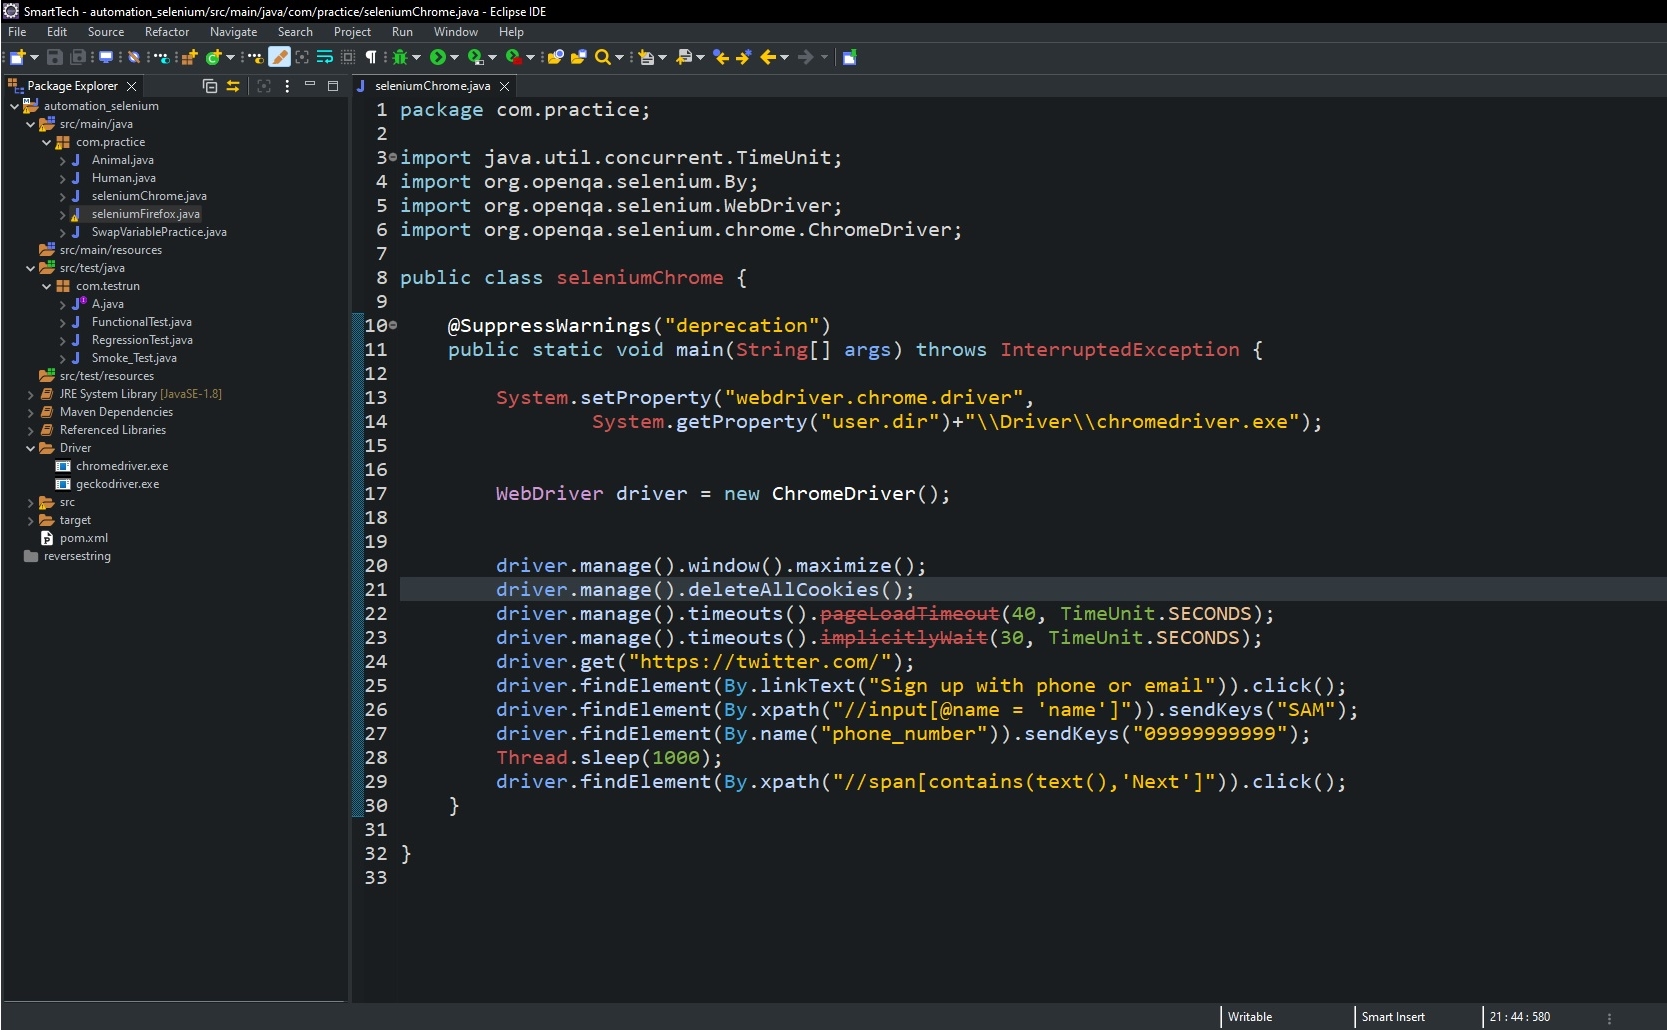 SmartTech - automation_selenium/src/main/java/com/practice/seleniumChrome.java - Eclipse IDE
File Edit Source Refactor Navigate Search Project Run Window Help
Package Explorer
automation_selenium
src/main/java
com.practice
Animal.java
Human.java
seleniumChrome.java
seleniumFirefox.java
SwapVariablePractice.java
src/main/resources
src/test/java
com.testrun
A.java
FunctionalTest.java
RegressionTest.java
Smoke_Test.java
src/test/resources
JRE System Library [JavaSE-1.8]
Maven Dependencies
Referenced Libraries
Driver
chromedriver.exe
geckodriver.exe
src
target
pom.xml
reversestring
seleniumChrome.java
1 package com.practice;
2
3 import java.util.concurrent.TimeUnit;
4 import org.openqa.selenium.By;
5 import org.openqa.selenium.WebDriver;
6 import org.openqa.selenium.chrome.ChromeDriver;
7
8 public class seleniumChrome {
9
10 @SuppressWarnings("deprecation")
11 public static void main(String[] args) throws InterruptedException {
12
13 System.setProperty("webdriver.chrome.driver",
14 System.getProperty("user.dir")+"\\Driver\\chromedriver.exe");
15
16
17 WebDriver driver = new ChromeDriver();
18
19
20 driver.manage().window().maximize();
21 driver.manage().deleteAllCookies();
22 driver.manage().timeouts().pageLoadTimeout(40, TimeUnit.SECONDS);
23 driver.manage().timeouts().implicitlyWait(30, TimeUnit.SECONDS);
24 driver.get("https://twitter.com/");
25 driver.findElement(By.linkText("Sign up with phone or email")).click();
26 driver.findElement(By.xpath("//input[@name = 'name']")).sendKeys("SAM");
27 driver.findElement(By.name("phone_number")).sendKeys("09999999999");
28 Thread.sleep(1000);
29 driver.findElement(By.xpath("//span[contains(text(),'Next']")).click();
30 }
31
32 }
33
Writable Smart Insert 21 : 44 : 580